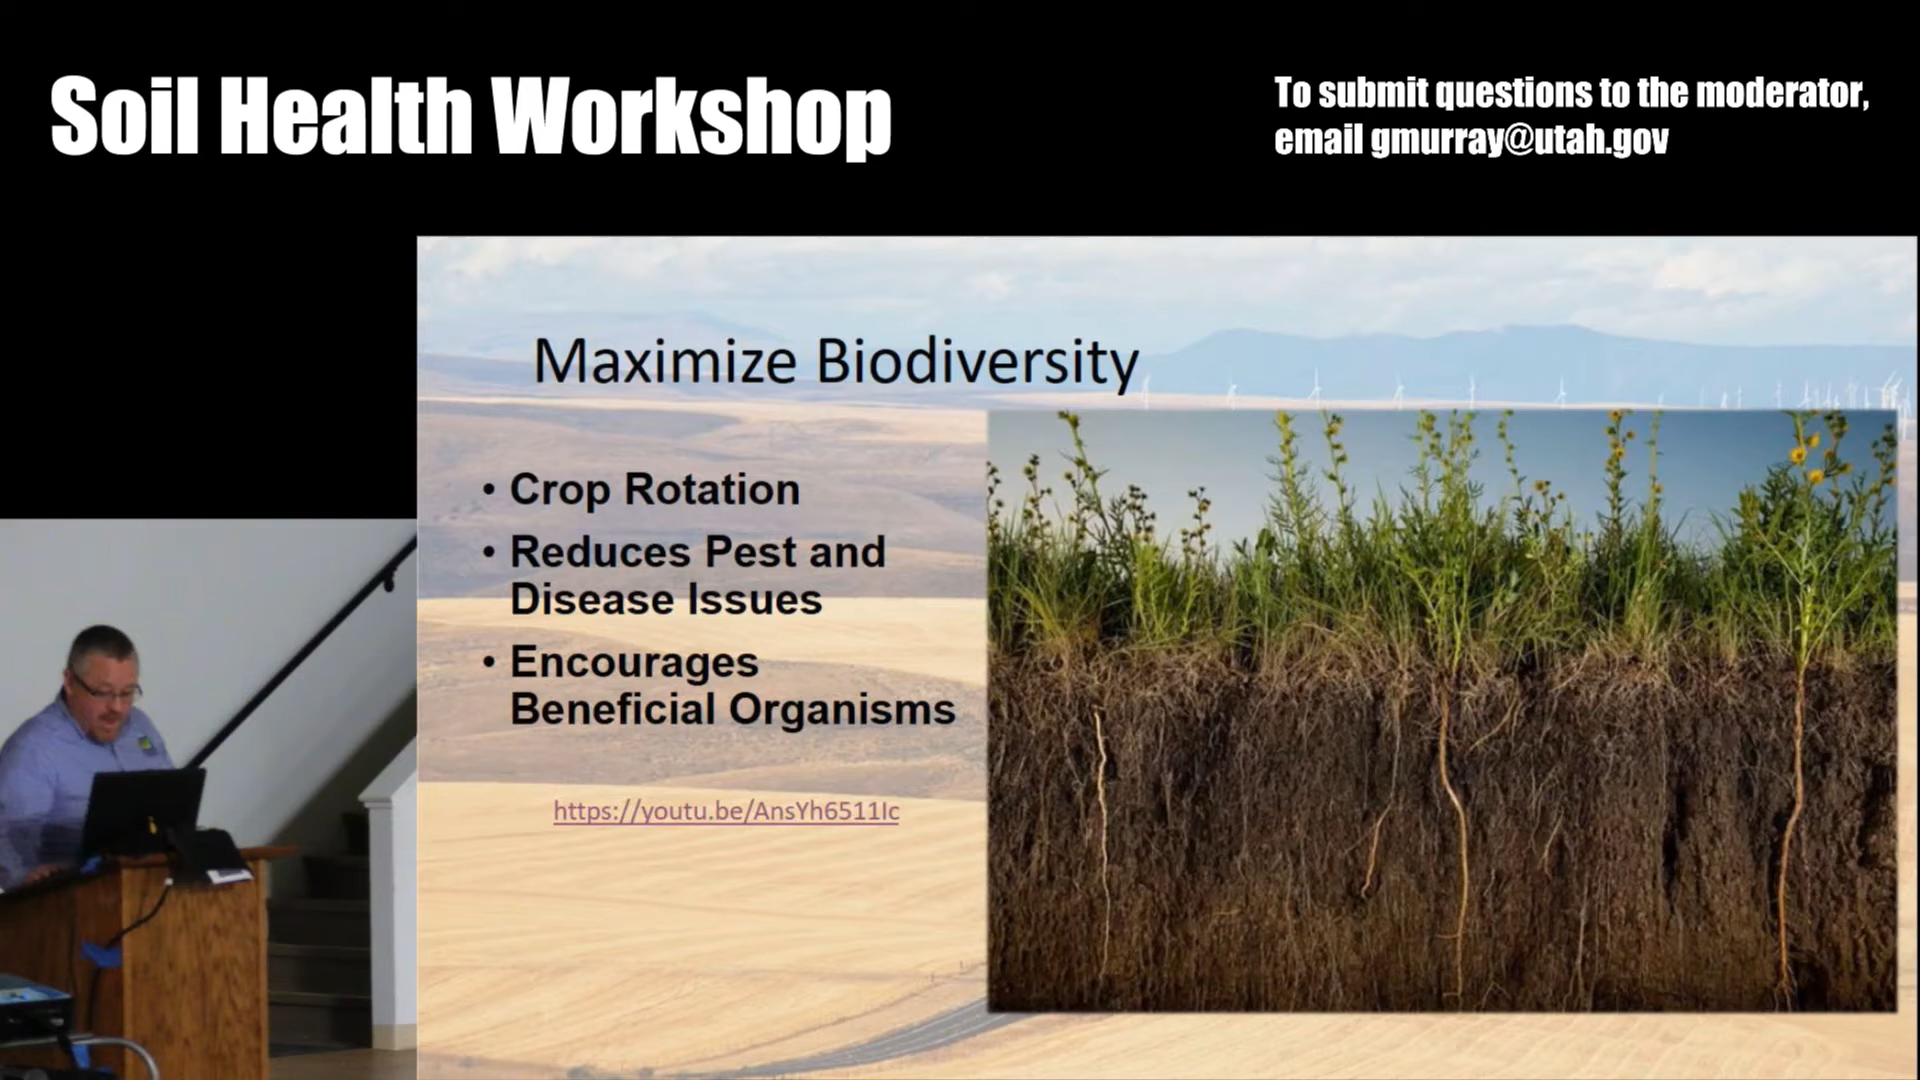 Soil Health Workshop
To submit questions to the moderator,
email gmurray@utah.gov
Maximize Biodiversity
• Crop Rotation
• Reduces Pest and
Disease Issues
• Encourages
Beneficial Organisms
https://youtu.be/AnsYh6511Ic